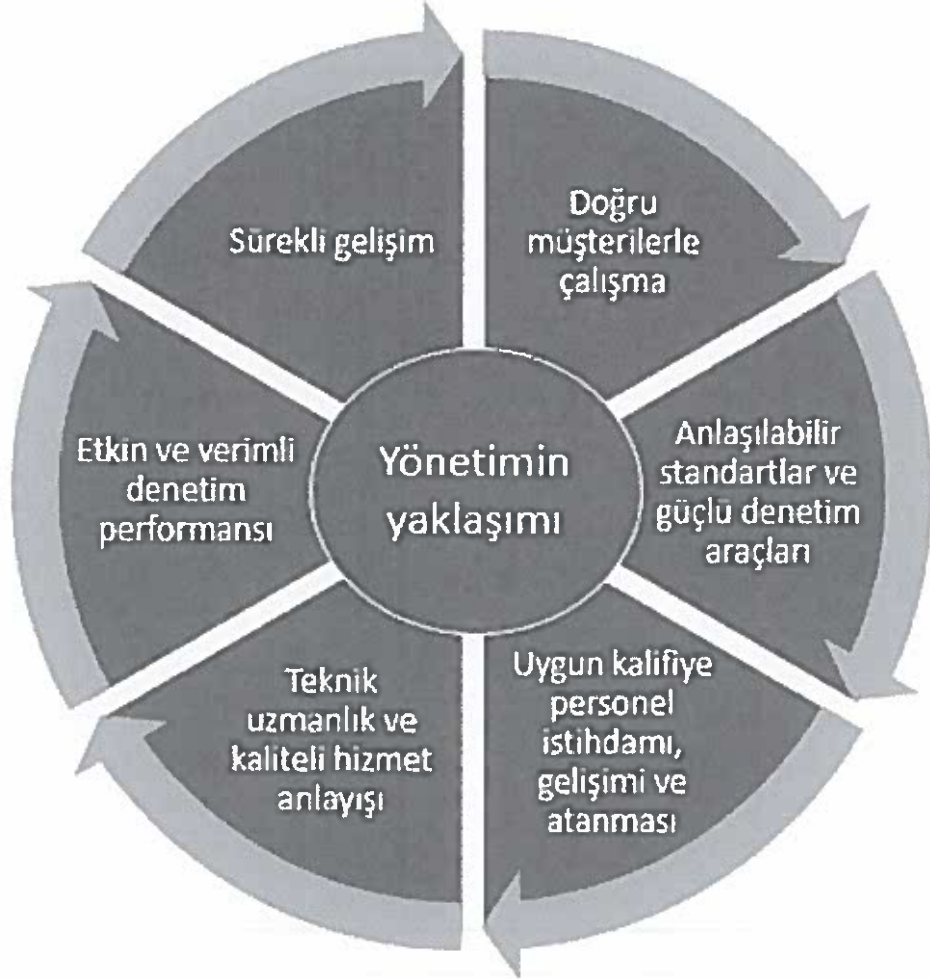 Sürekli gelişim
Doğru
müşterilerle
çalışma
Anlaşılabilir
standartlar ve
güçlü denetim
araçları
Uygun kalifiye
personel
istihdamı,
gelişimi ve
atanması
Teknik
uzmanlık ve
kaliteli hizmet
anlayışı
Etkin ve verimli
denetim
performansı
Yönetimin
yaklaşımı